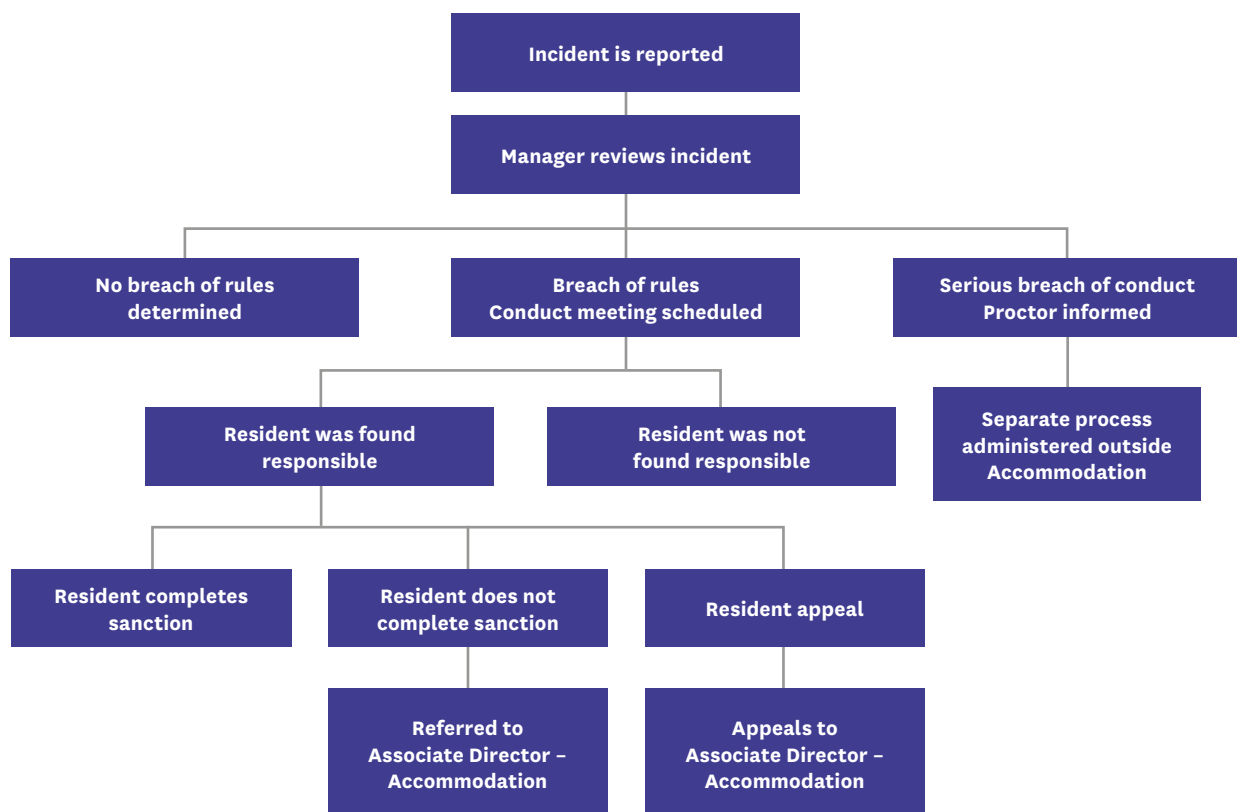 Incident is reported
Manager reviews incident
No breach of rules
determined
Breach of rules
Conduct meeting scheduled
Serious breach of conduct
Proctor informed
Resident was found
responsible
Resident was not
found responsible
Separate process
administered outside
Accommodation
Resident completes
sanction
Resident does not
complete sanction
Resident appeal
Referred to
Associate Director –
Accommodation
Appeals to
Associate Director –
Accommodation